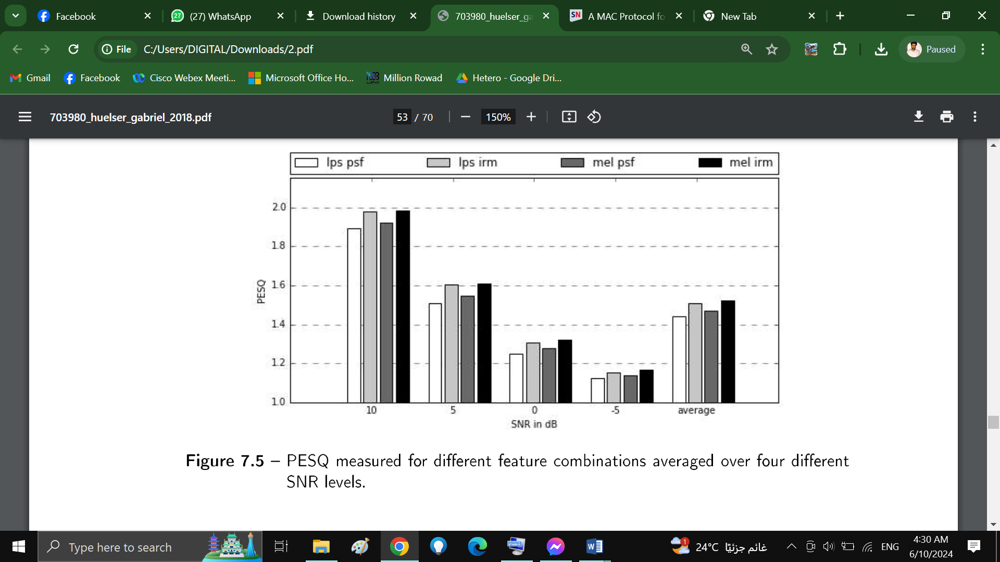 Facebook
27
(27) WhatsApp
Download history
703980_huelser_ga
SN
A MAC Protocol fo
New Tab
File
C:/Users/DIGITAL/Downloads/2.pdf
Paused
Gmail
Facebook
Cisco Webex Meeti...
Microsoft Office Ho...
Million Rowad
Hetero - Google Dri...
703980_huelser_gabriel_2018.pdf
53 / 70
150%
lps psf
lps irm
mel psf
mel irm
2.0
1.8
1.6
1.4
1.2
1.0
PESQ
10
5
0
-5
average
SNR in dB
Figure 7.5 – PESQ measured for different feature combinations averaged over four different
SNR levels.
Type here to search
1
24°C
غائم جزئيًا
ENG
4:30 AM
6/10/2024